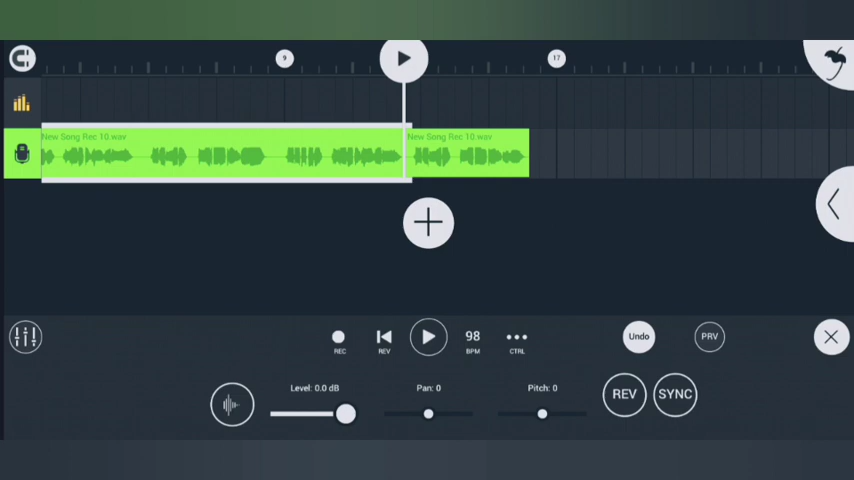 9
17
New Song Rec 10.wav
New Song Rec 10.wav
98
Undo
PRV
REC
REV
BPM
CTRL
Level: 0.0 dB
Pan: 0
Pitch: 0
REV
SYNC